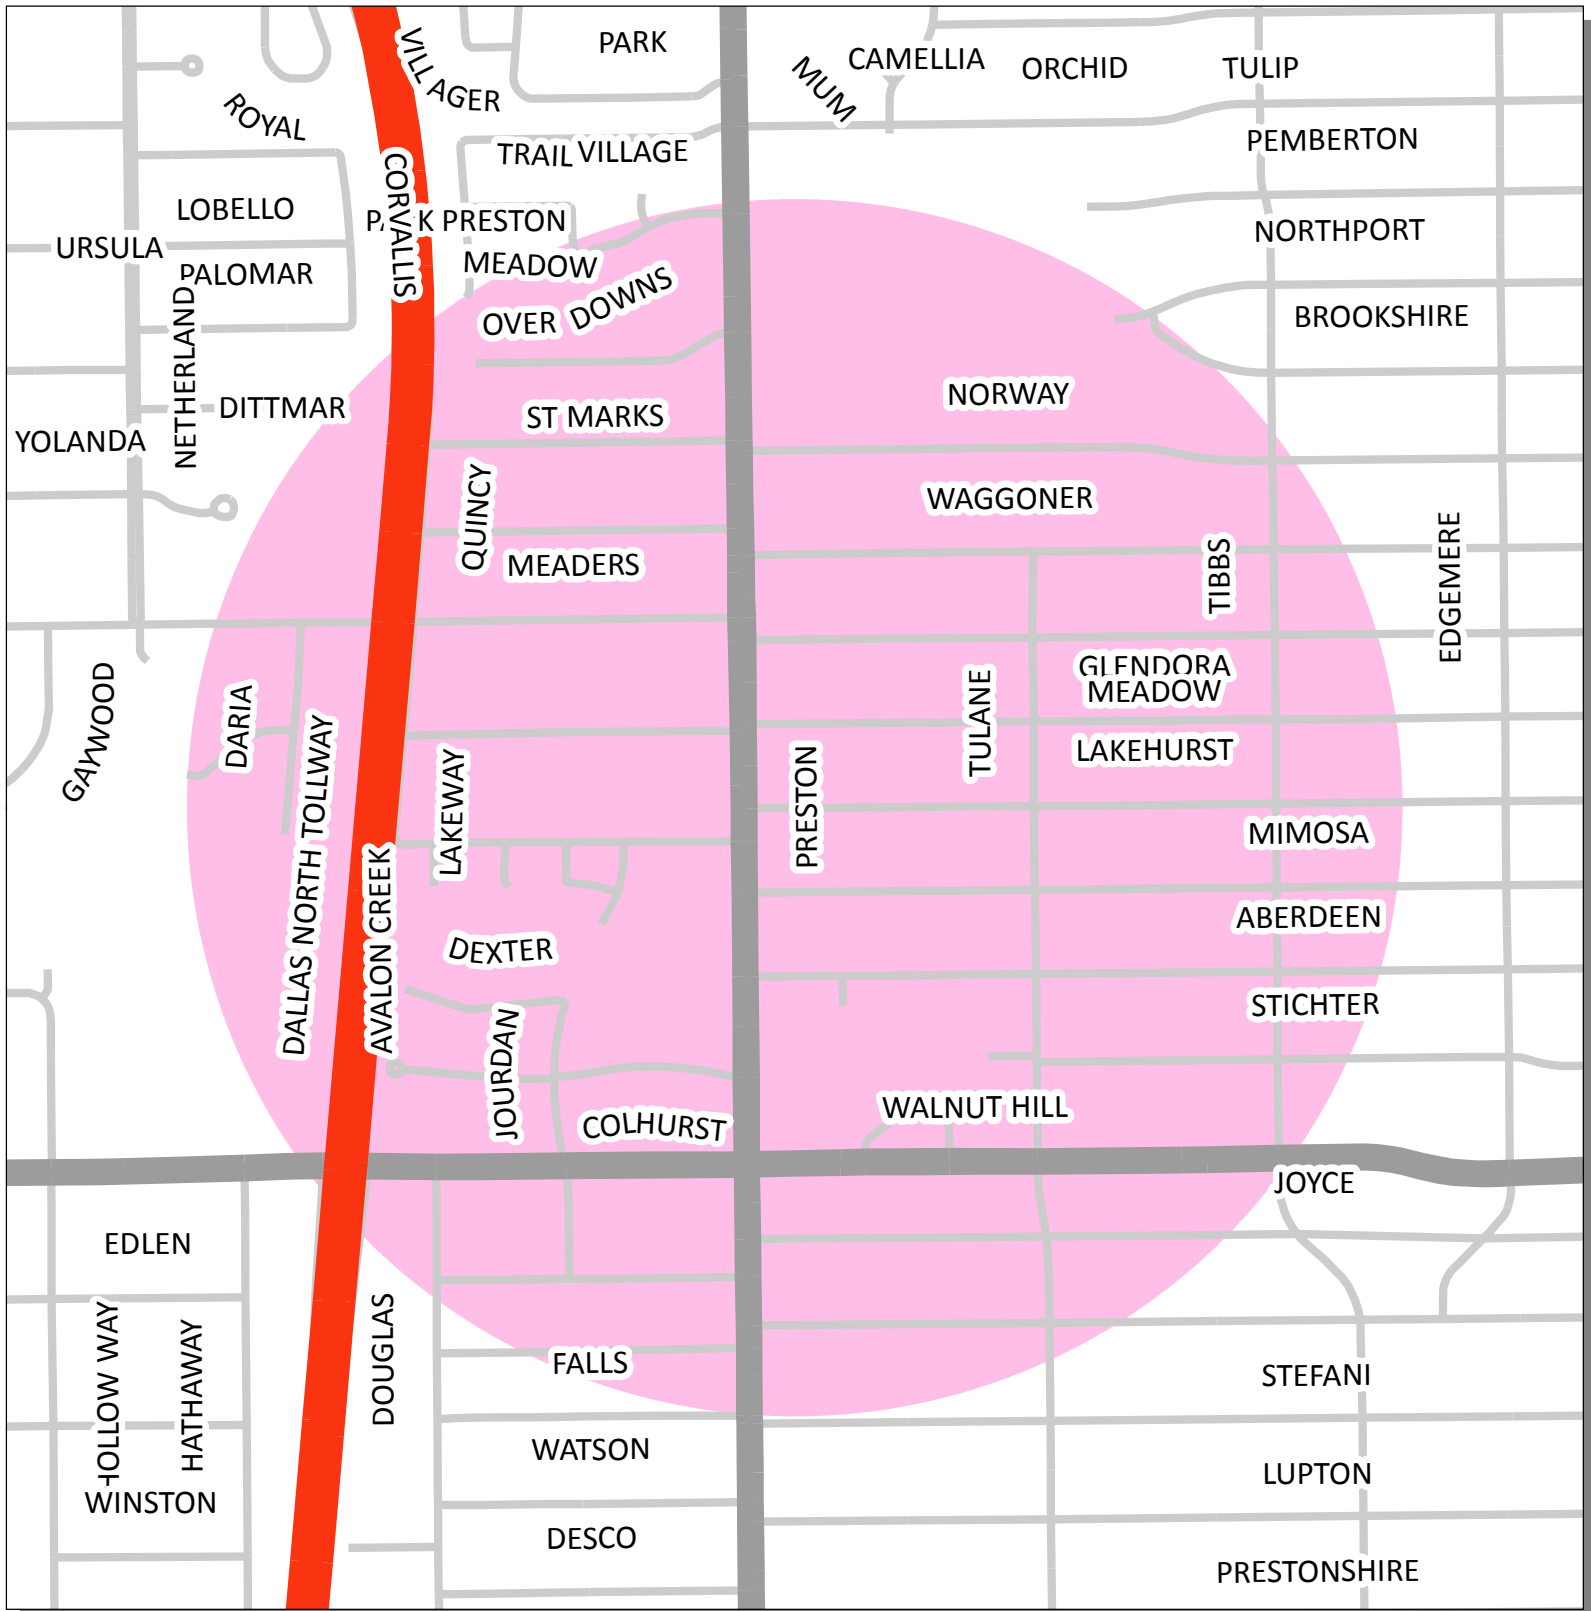 PARK
VILLAGER
CAMELLIA
ORCHID
TULIP
MUM
ROYAL
PEMBERTON
TRAIL
VILLAGE
CORVALLIS
LOBELLO
PRESTON
NORTHPORT
URSULA
PALOMAR
MEADOW
OVER
DOWNS
BROOKSHIRE
NETHERLAND
DITTMAR
NORWAY
ST MARKS
YOLANDA
WAGGONER
QUINCY
MEADERS
TIBBS
EDGEMERE
GLENDORA
MEADOW
GAYWOOD
DARIA
TULANE
LAKEHURST
DALLAS NORTH TOLLWAY
LAKEWAY
PRESTON
MIMOSA
AVALON CREEK
ABERDEEN
DEXTER
STICHTER
JOURDAN
WALNUT HILL
COLHURST
JOYCE
EDLEN
HOLLOW WAY
HATHAWAY
DOUGLAS
FALLS
STEFANI
WATSON
LUPTON
WINSTON
DESCO
PRESTONSHIRE